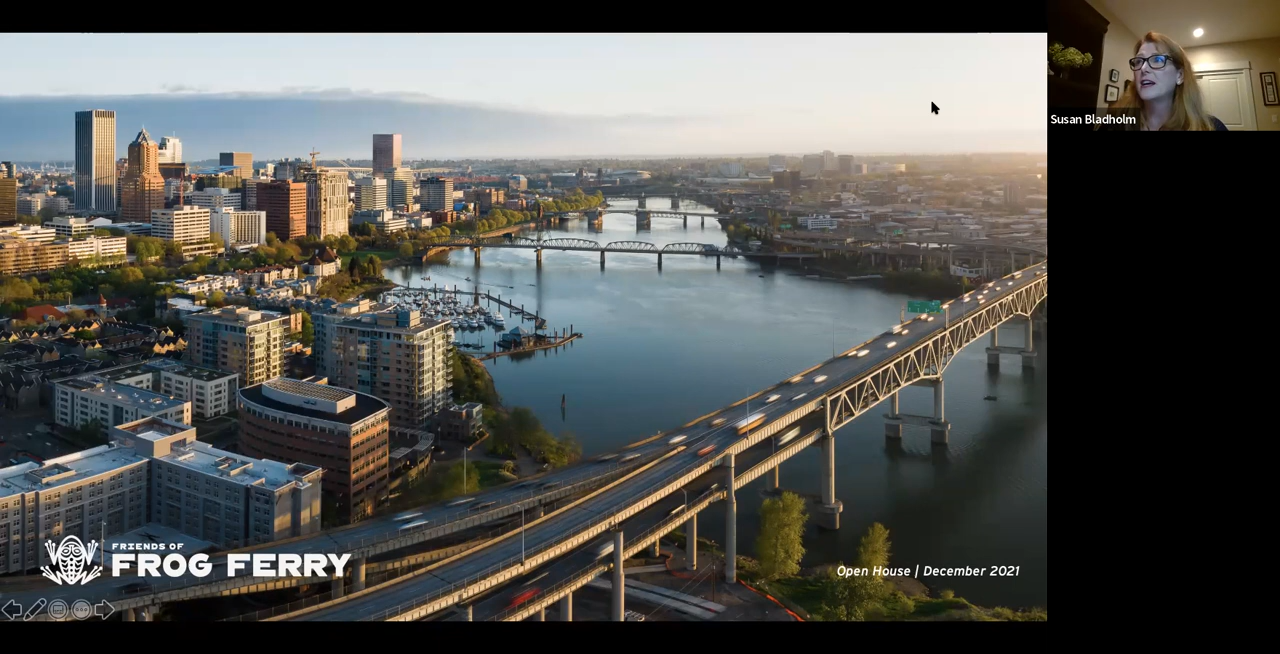 Susan Bladholm
FRIENDS OF
FROG FERRY
Open House | December 2021